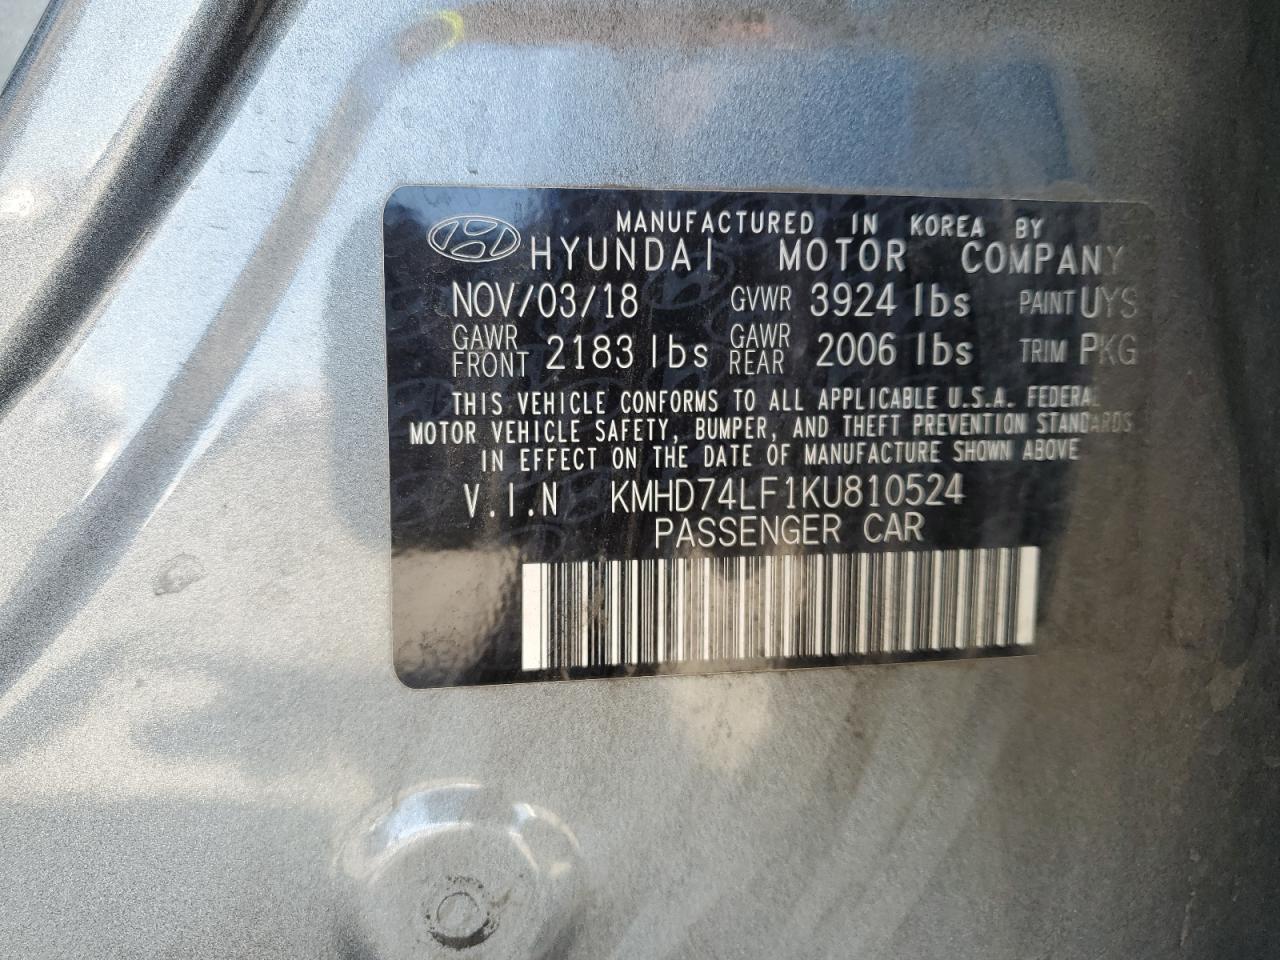 MANUFACTURED IN KOREA BY
HYUNDAI MOTOR COMPANY
NOV/03/18 GVWR 3924 lbs PAINT UYS
GAWR FRONT 2183 lbs GAWR REAR 2006 lbs TRIM PKG
THIS VEHICLE CONFORMS TO ALL APPLICABLE U.S.A. FEDERAL
MOTOR VEHICLE SAFETY, BUMPER, AND THEFT PREVENTION STANDARDS
IN EFFECT ON THE DATE OF MANUFACTURE SHOWN ABOVE
V.I.N KMHD74LF1KU810524
PASSENGER CAR